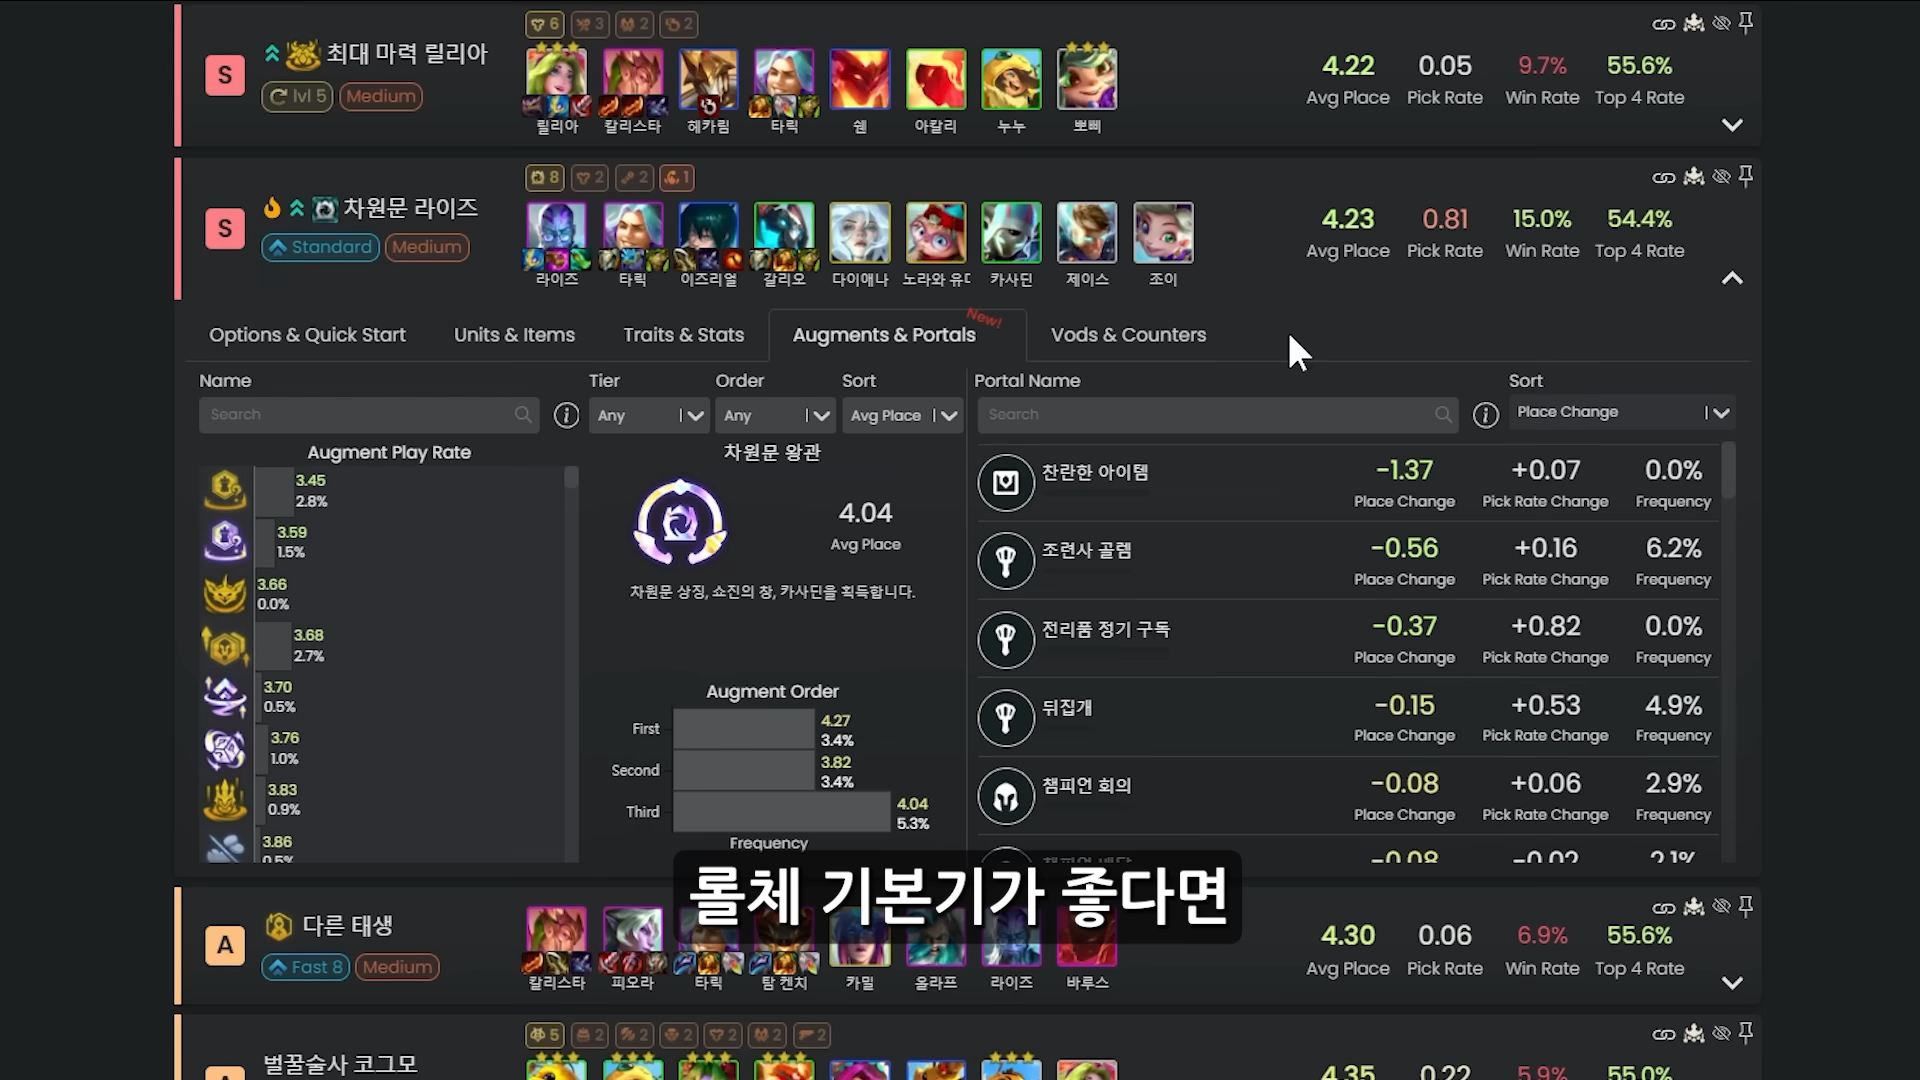 6 3 2 2
S 최대 마력 릴리아
lvl 5 Medium
릴리아 칼리스타 헤카림 타릭 쉔 아칼리 누누 뽀삐
4.22 0.05 9.7% 55.6%
Avg Place Pick Rate Win Rate Top 4 Rate
8 2 2 1
S 차원문 라이즈
Standard Medium
라이즈 타릭 이즈리얼 갈리오 다이애나 노라와 유 카사딘 제이스 조이
4.23 0.81 15.0% 54.4%
Avg Place Pick Rate Win Rate Top 4 Rate
New!
Options & Quick Start Units & Items Traits & Stats Augments & Portals Vods & Counters
Name Tier Order Sort Portal Name Sort
Search Any Any Avg Place Search Place Change
Augment Play Rate
3.45
2.8%
3.59
1.5%
3.66
0.0%
3.68
2.7%
3.70
0.5%
3.76
1.0%
3.83
0.9%
3.86
0.5%
차원문 왕관
4.04
Avg Place
차원문 상징, 쇼진의 창, 카사딘을 획득합니다.
Augment Order
First 4.27
3.4%
Second 3.82
3.4%
Third 4.04
5.3%
Frequency
찬란한 아이템 -1.37 +0.07 0.0%
Place Change Pick Rate Change Frequency
조련사 골렘 -0.56 +0.16 6.2%
Place Change Pick Rate Change Frequency
전리품 정기 구독 -0.37 +0.82 0.0%
Place Change Pick Rate Change Frequency
뒤집개 -0.15 +0.53 4.9%
Place Change Pick Rate Change Frequency
챔피언 회의 -0.08 +0.06 2.9%
Place Change Pick Rate Change Frequency
-0.08 -0.02 2.1%
롤체 기본기가 좋다면
A 다른 태생
Fast 8 Medium
칼리스타 피오라 타릭 탐 켄치 카밀 올라프 라이즈 바루스
4.30 0.06 6.9% 55.6%
Avg Place Pick Rate Win Rate Top 4 Rate
5 2 2 2 2 2 2
벌꿀술사 코그모
4.35 0.22 5.9% 55.0%